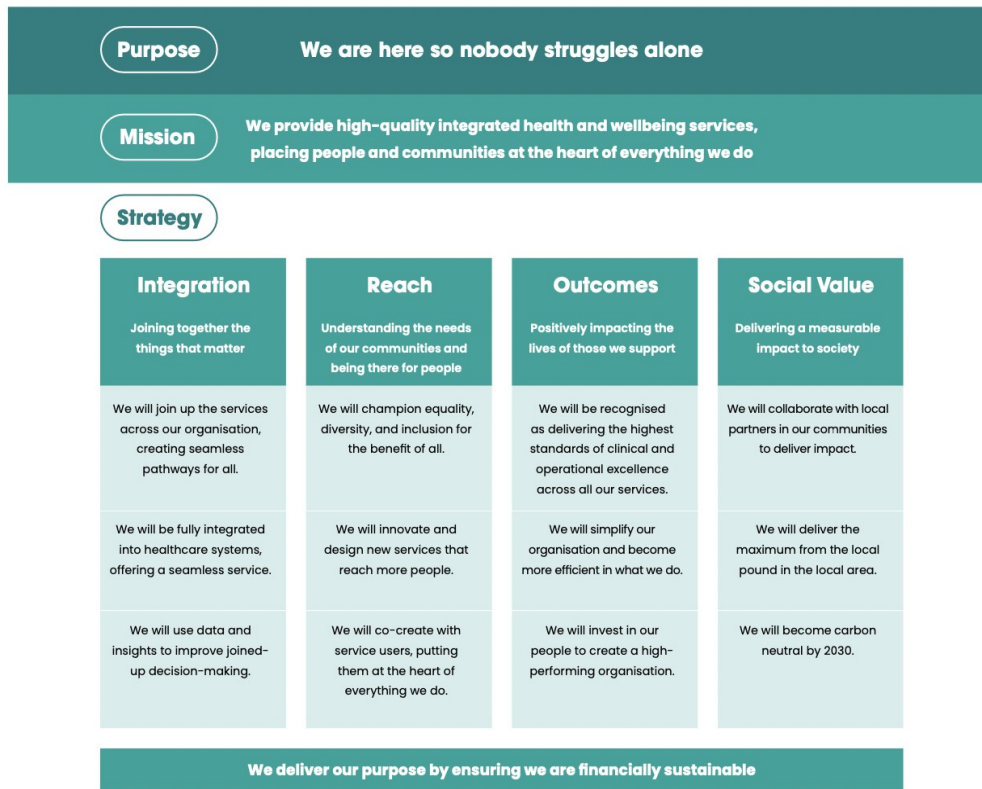 Purpose
We are here so nobody struggles alone
Mission
We provide high-quality integrated health and wellbeing services,
placing people and communities at the heart of everything we do
Strategy
Integration
Joining together the
things that matter
We will join up the services
across our organisation,
creating seamless
pathways for all.
We will be fully integrated
into healthcare systems,
offering a seamless service.
We will use data and
insights to improve joined-
up decision-making.
Reach
Understanding the needs
of our communities and
being there for people
We will champion equality,
diversity, and inclusion for
the benefit of all.
We will innovate and
design new services that
reach more people.
We will co-create with
service users, putting
them at the heart of
everything we do.
Outcomes
Positively impacting the
lives of those we support
We will be recognised
as delivering the highest
standards of clinical and
operational excellence
across all our services.
We will simplify our
organisation and become
more efficient in what we do.
We will invest in our
people to create a high-
performing organisation.
Social Value
Delivering a measurable
impact to society
We will collaborate with local
partners in our communities
to deliver impact.
We will deliver the
maximum from the local
pound in the local area.
We will become carbon
neutral by 2030.
We deliver our purpose by ensuring we are financially sustainable